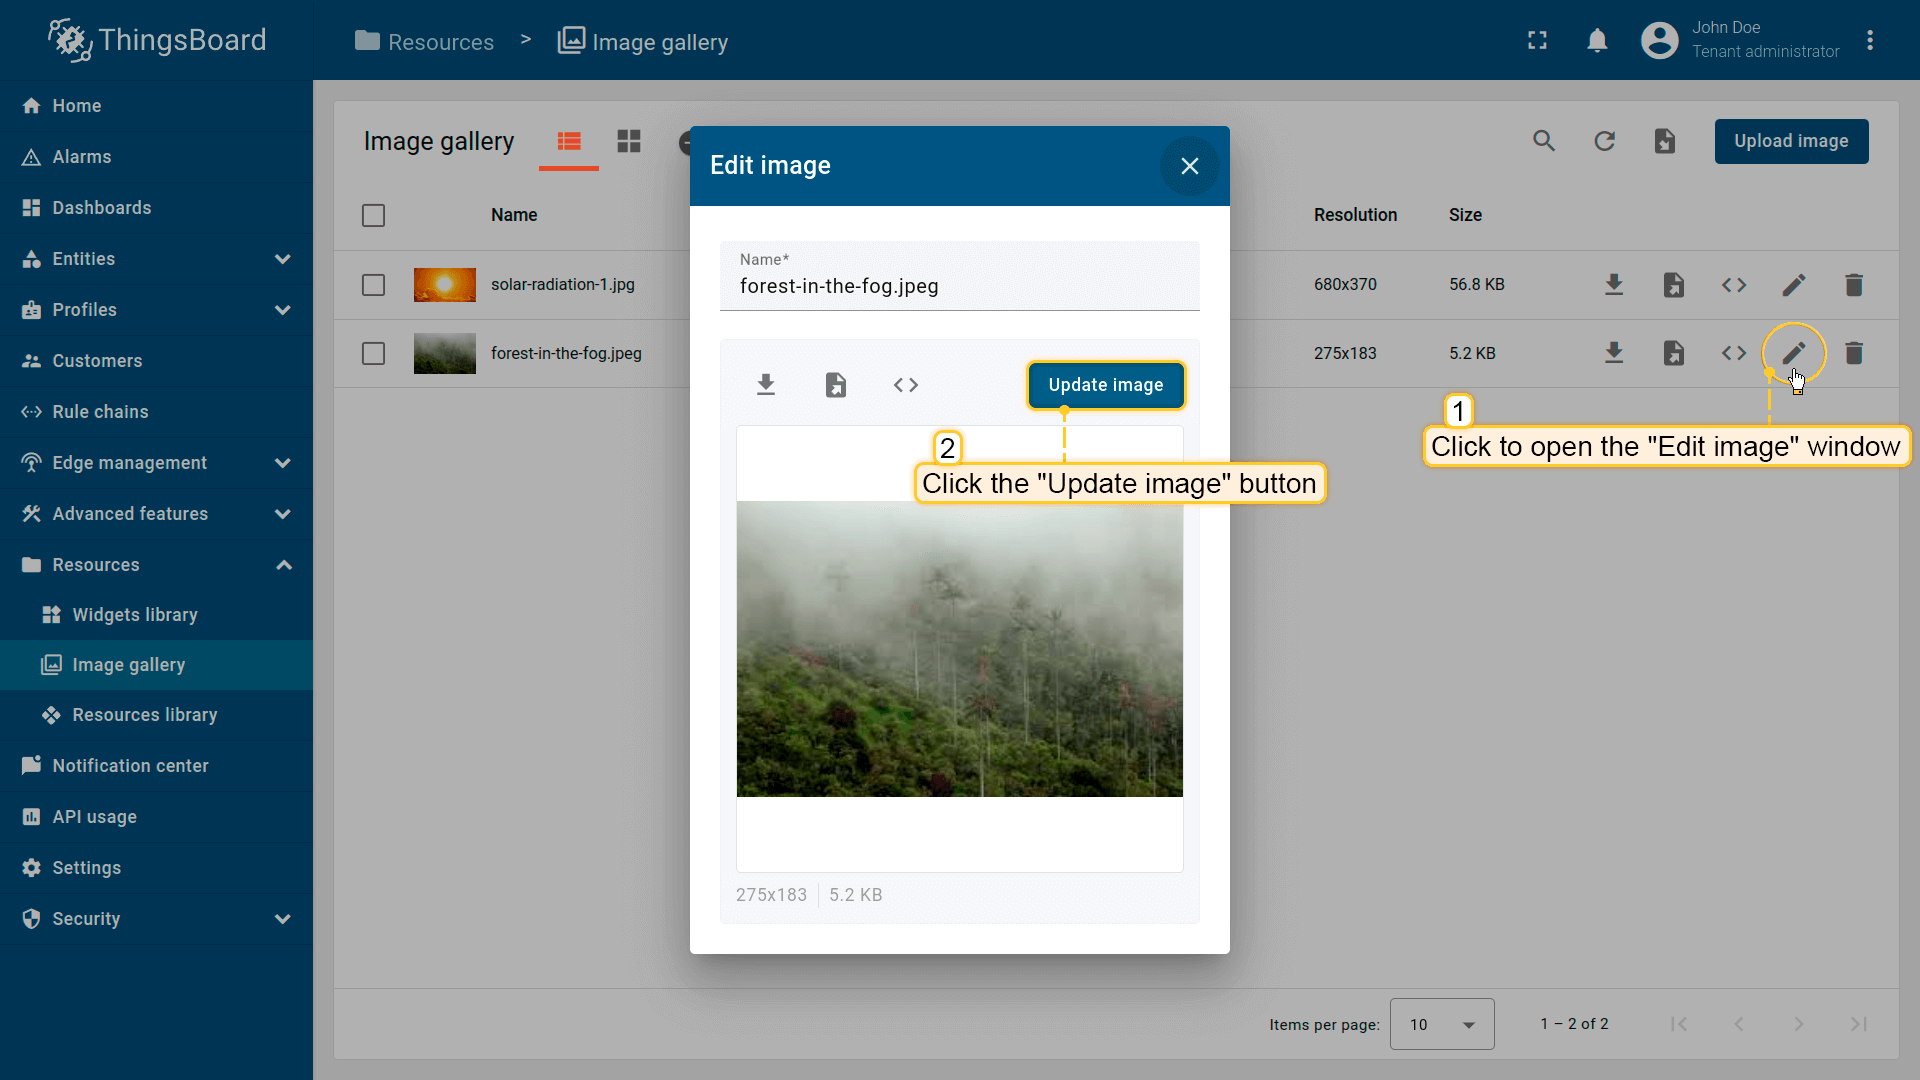 ThingsBoard
Resources > Image gallery
John Doe
Tenant administrator
Home
Alarms
Dashboards
Entities
Profiles
Customers
Rule chains
Edge management
Advanced features
Resources
Widgets library
Image gallery
Resources library
Notification center
API usage
Settings
Security
Image gallery
Upload image
Name
Resolution
Size
solar-radiation-1.jpg
680x370
56.8 KB
forest-in-the-fog.jpeg
275x183
5.2 KB
Edit image
Name*
forest-in-the-fog.jpeg
Update image
2
Click the "Update image" button
1
Click to open the "Edit image" window
275x183
5.2 KB
Items per page:
10
1 – 2 of 2